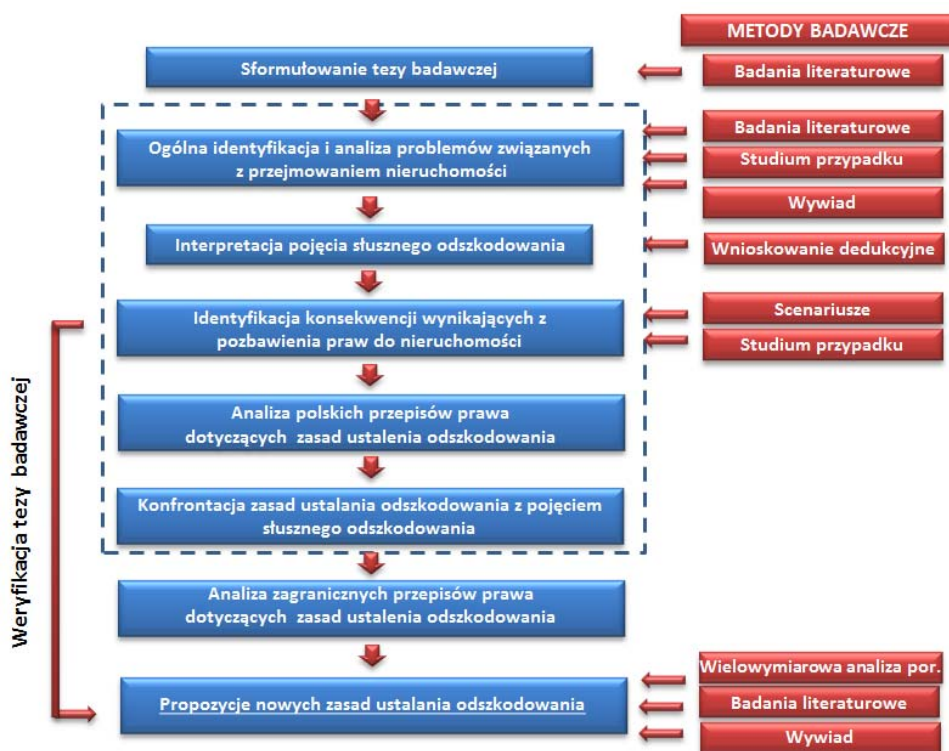 METODY BADAWCZE
Sformułowanie tezy badawczej
Badania literaturowe
Ogólna identyfikacja i analiza problemów związanych
z przejmowaniem nieruchomości
Badania literaturowe
Studium przypadku
Wywiad
Interpretacja pojęcia słusznego odszkodowania
Wnioskowanie dedukcyjne
Identyfikacja konsekwencji wynikających z
pozbawienia praw do nieruchomości
Scenariusze
Studium przypadku
Analiza polskich przepisów prawa
dotyczących zasad ustalenia odszkodowania
Konfrontacja zasad ustalania odszkodowania z pojęciem
słusznego odszkodowania
Analiza zagranicznych przepisów prawa
dotyczących zasad ustalenia odszkodowania
Propozycje nowych zasad ustalania odszkodowania
Wielowymiarowa analiza por.
Badania literaturowe
Wywiad
Weryfikacja tezy badawczej